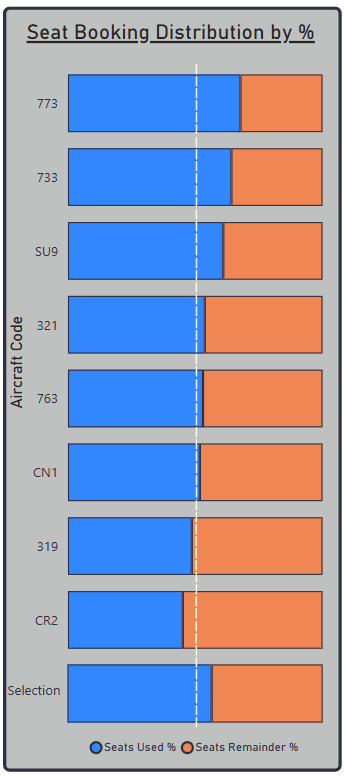 Seat Booking Distribution by %
Aircraft Code
773
733
SU9
321
763
CN1
319
CR2
Selection
Seats Used %
Seats Remainder %